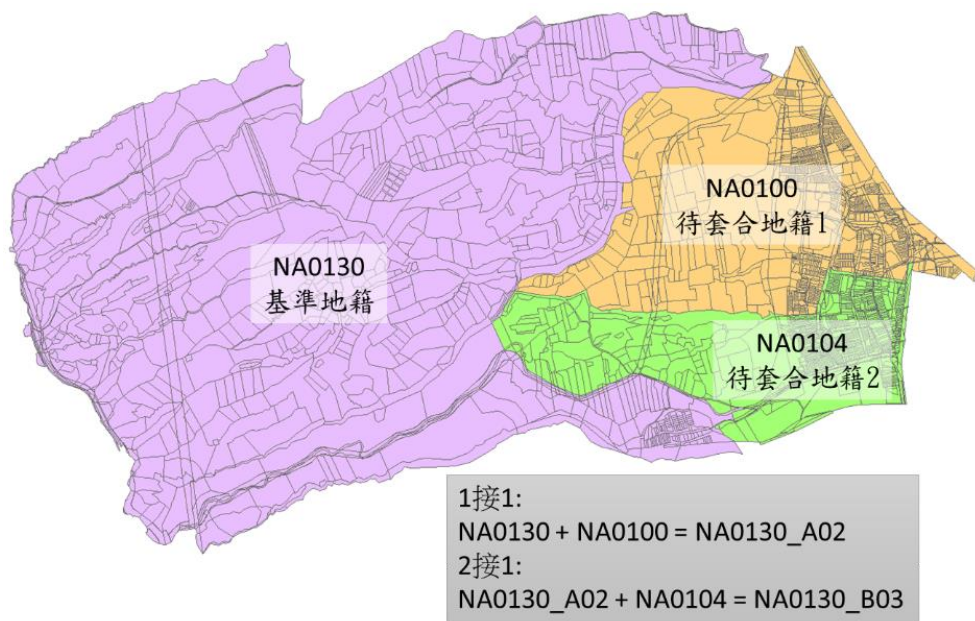 NA0100
待套合地籍1
NA0130
基準地籍
NA0104
待套合地籍2
1接1:
NA0130 + NA0100 = NA0130_A02
2接1:
NA0130_A02 + NA0104 = NA0130_B03